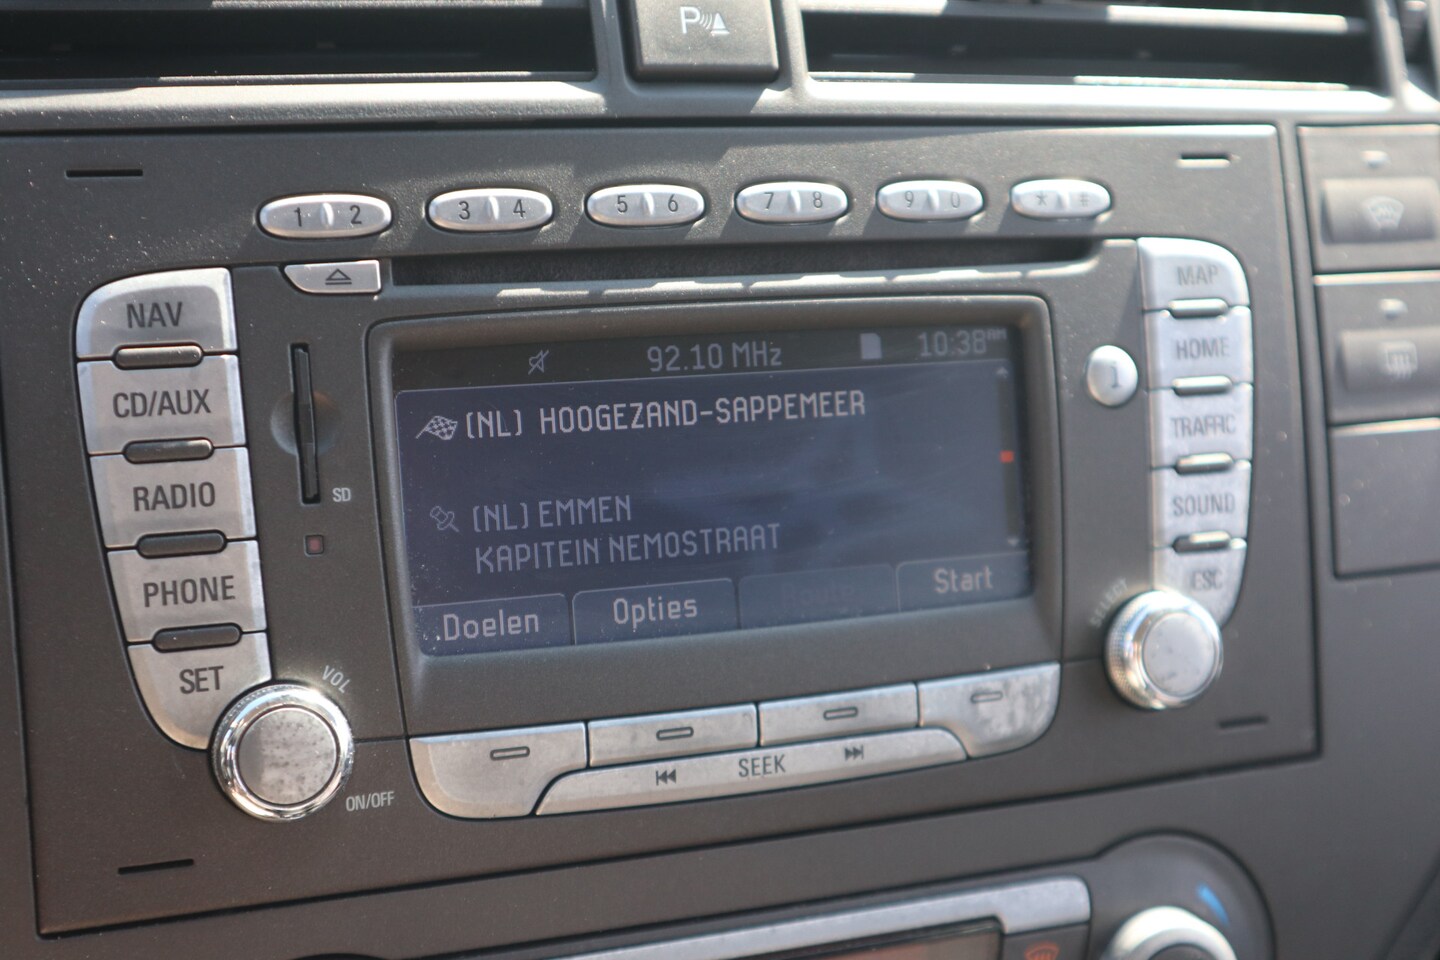 P
1 2 3 4 5 6 7 8 9 0 * #
NAV
CD/AUX
RADIO
PHONE
SET
VOL
ON/OFF
SD
92.10 MHz 10:38 AM
(NL) HOOGEZAND-SAPPEMEER
(NL) EMMEN
KAPITEIN NEMOSTRAAT
Doelen Opties Start
SEEK
i
MAP
HOME
TRAFFIC
SOUND
ESC
SELECT